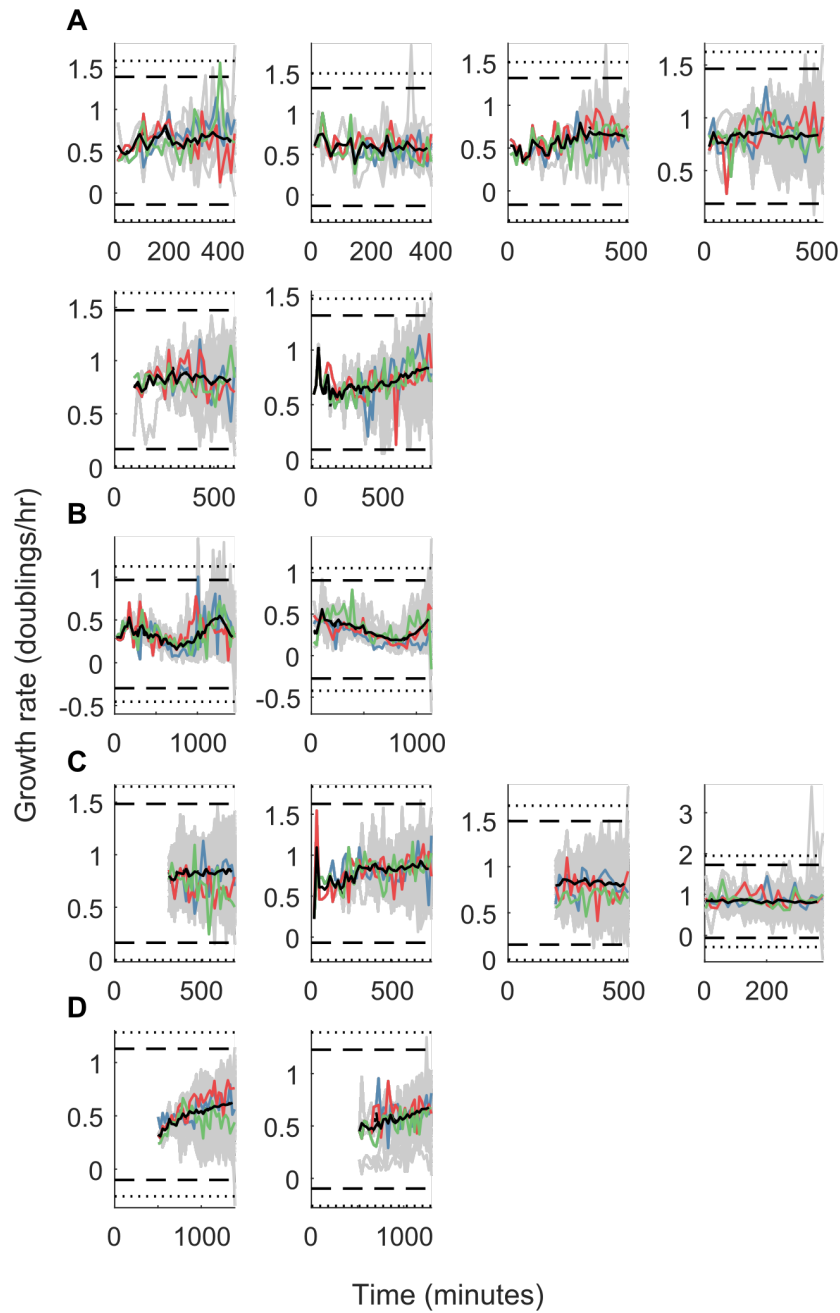 A
1.5 1.5 1.5 1.5
1 1 1 1
0.5 0.5 0.5 0.5
0 0 0
0 200 400 0 200 400 0 500 0 500
1.5 1.5
1 1
0.5 0.5
0 0
0 500 0 500
Growth rate (doublings/hr)
B
1 1
0.5 0.5
0 0
-0.5 -0.5
0 1000 0 1000
C
1.5 1.5 1.5 3
1 1 1 2
0.5 0.5 0.5 1
0 0 0 0
0 500 0 500 0 500 0 200
D
1 1
0.5 0.5
0 0
0 1000 0 1000
Time (minutes)